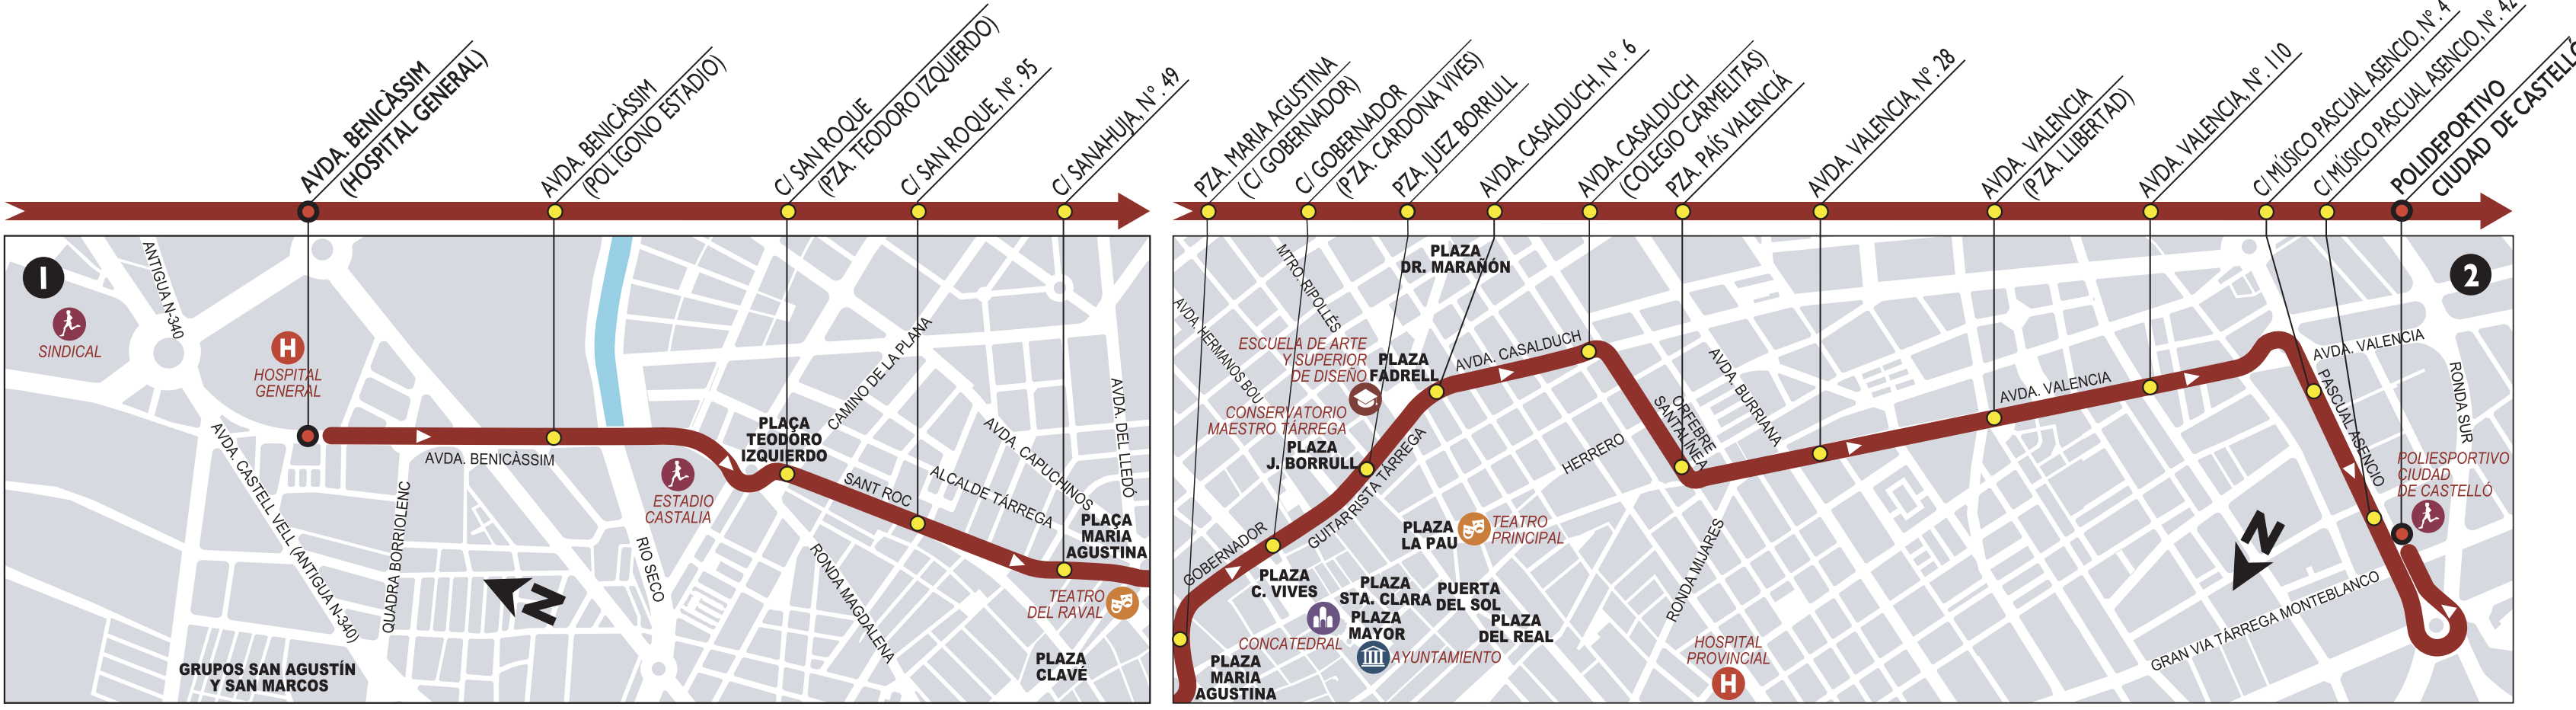 AVDA. BENICÀSSIM
(HOSPITAL GENERAL)
AVDA. BENICÀSSIM
(POLÍGONO ESTADIO)
C/ SAN ROQUE
(PZA. TEODORO IZQUIERDO)
C/ SAN ROQUE, Nº. 95
C/ SANAHUJA, Nº. 49
PZA. MARIA AGUSTINA
(C/ GOBERNADOR)
C/ GOBERNADOR
(PZA. CARDONA VIVES)
PZA. JUEZ BORRULL
AVDA. CASALDUCH, Nº. 6
AVDA. CASALDUCH
(COLEGIO CARMELITAS)
PZA. PAÍS VALENCIÁ
AVDA. VALENCIA, Nº. 28
AVDA. VALENCIA
(PZA. LLIBERTAD)
AVDA. VALENCIA, Nº. 110
C/ MÚSICO PASCUAL ASENCIO, Nº. 4
C/ MÚSICO PASCUAL ASENCIO, Nº. 42
POLIDEPORTIVO
CIUDAD DE CASTELLÓ
1
SINDICAL
ANTIGUA N-340
H
HOSPITAL
GENERAL
AVDA. CASTELL VELL (ANTIGUA N-340)
QUADRA BORRIOLENC
AVDA. BENICÀSSIM
GRUPOS SAN AGUSTÍN
Y SAN MARCOS
N
RIO SECO
ESTADIO
CASTALIA
PLAÇA
TEODORO
IZQUIERDO
CAMINO DE LA PLANA
SANT ROC
ALCALDE TÁRREGA
AVDA. CAPUCHINOS
AVDA. DEL LLEDÓ
RONDA MAGDALENA
PLAÇA
MARIA
AGUSTINA
TEATRO
DEL RAVAL
PLAZA
CLAVÉ
2
MTRO. RIPOLLÉS
AVDA. HERMANOS BOU
PLAZA
DR. MARAÑÓN
ESCUELA DE ARTE
Y SUPERIOR
DE DISEÑO
PLAZA
FADRELL
CONSERVATORIO
MAESTRO TÁRREGA
PLAZA
J. BORRULL
AVDA. CASALDUCH
GUITARRISTA TÁRREGA
GOBERNADOR
PLAZA
C. VIVES
PLAZA
LA PAU
TEATRO
PRINCIPAL
PLAZA
STA. CLARA
PUERTA
DEL SOL
PLAZA
MAYOR
PLAZA
DEL REAL
CONCATEDRAL
AYUNTAMIENTO
PLAZA
MARIA
AGUSTINA
HERRERO
ORFEBRE
SANTALINEA
AVDA. BURRIANA
RONDA MIJARES
HOSPITAL
PROVINCIAL
H
AVDA. VALENCIA
AVDA. VALENCIA
PASCUAL ASENCIO
RONDA SUR
POLIESPORTIVO
CIUDAD
DE CASTELLÓ
N
GRAN VIA TÁRREGA MONTEBLANCO